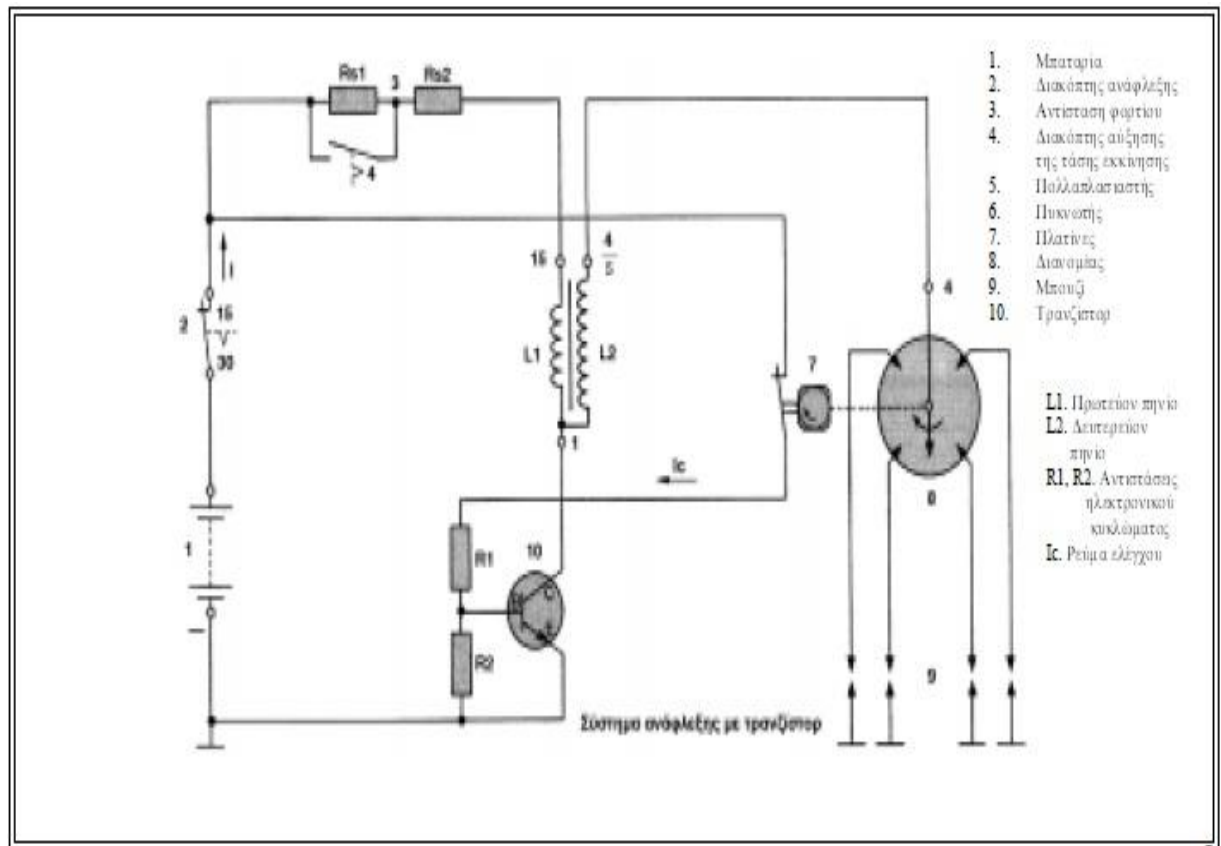 Rs1 3 Rs2
4
I
2 15
30
15 4
5
L1 L2
1
7
4
8
Ic
1
R1 10
R2
9
Σύστημα ανάφλεξης με τρανζίστορ
1. Μπαταρία
2. Διακόπτης ανάφλεξης
3. Αντίσταση φορτίου
4. Διακόπτης αύξησης
της τάσης εκκίνησης
5. Πολλαπλασιαστής
6. Πυκνωτής
7. Πλατίνες
8. Διανομέας
9. Μπουζί
10. Τρανζίστορ
L1. Πρωτεύον πηνίο
L2. Δευτερεύον
πηνίο
R1, R2. Αντιστάσεις
ηλεκτρονικού
κυκλώματος
Ic. Ρεύμα ελέγχου